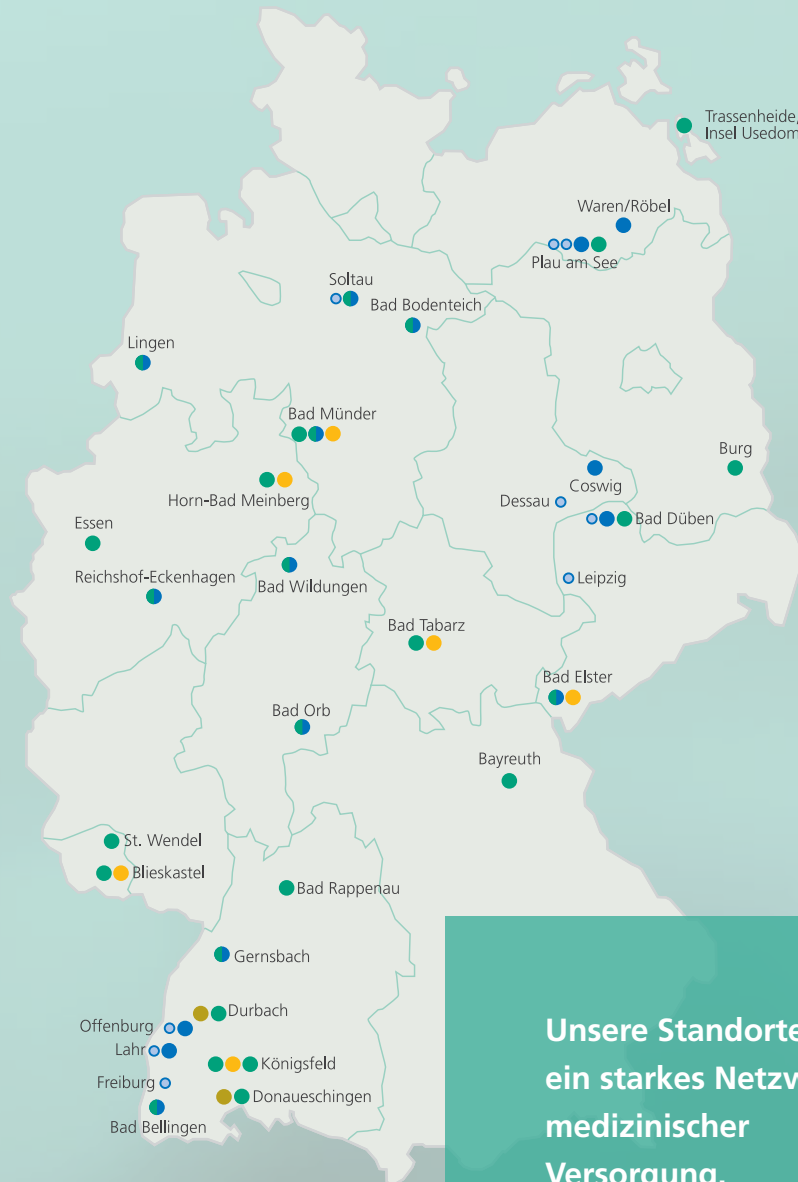 Trassenheide,
Insel Usedom
Waren/Röbel
Plau am See
Soltau
Bad Bodenteich
Lingen
Bad Münder
Burg
Horn-Bad Meinberg
Coswig
Dessau
Essen
Bad Düben
Reichshof-Eckenhagen
Bad Wildungen
Leipzig
Bad Tabarz
Bad Elster
Bad Orb
Bayreuth
St. Wendel
Blieskastel
Bad Rappenau
Gernsbach
Durbach
Offenburg
Lahr
Königsfeld
Freiburg
Donaueschingen
Bad Bellingen
Unsere Standorte
ein starkes Netzw
medizinischer
Versorgung.